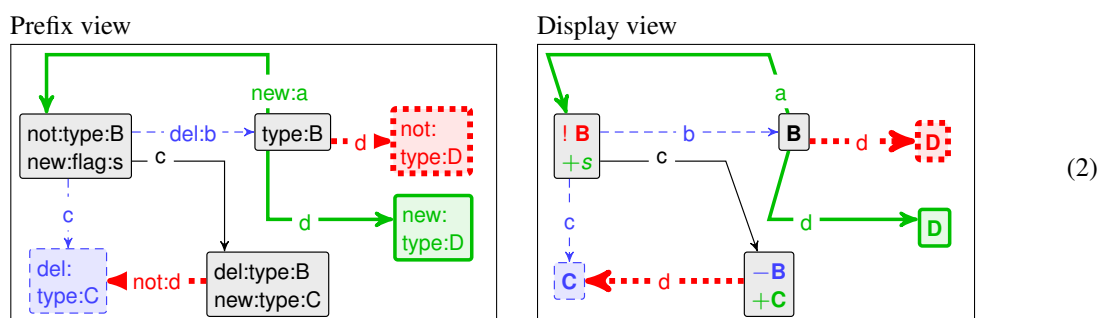 Prefix view
new:a
not:type:B
new:flag:s
del:b
type:B
d
not:
type:D
c
c
d
new:
type:D
del:
type:C
not:d
del:type:B
new:type:C
Display view
a
! B
+s
b
B
d
D
c
c
d
D
C
d
−B
+C
(2)